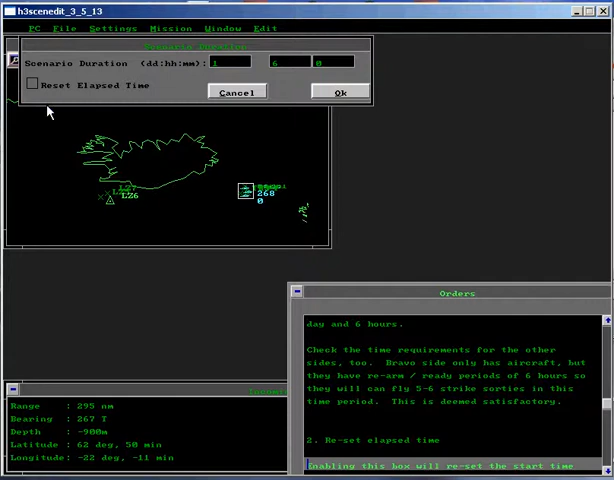 h3scenedit_3_5_13
PC File Settings Mission Window Edit
Scenario Duration
Scenario Duration (dd:hh:mm): 1 6 0
Reset Elapsed Time
Cancel Ok
LZ6
268
0
Orders
day and 6 hours.
Check the time requirements for the other
sides, too. Bravo side only has aircraft, but
they have re-arm / ready periods of 6 hours so
they will can fly 5-6 strike sorties in this
time period. This is deemed satisfactory.
2. Re-set elapsed time
Enabling this box will re-set the start time
Range : 295 nm
Bearing : 267 T
Depth : -900m
Latitude : 62 deg, 50 min
Longitude: -22 deg, -11 min